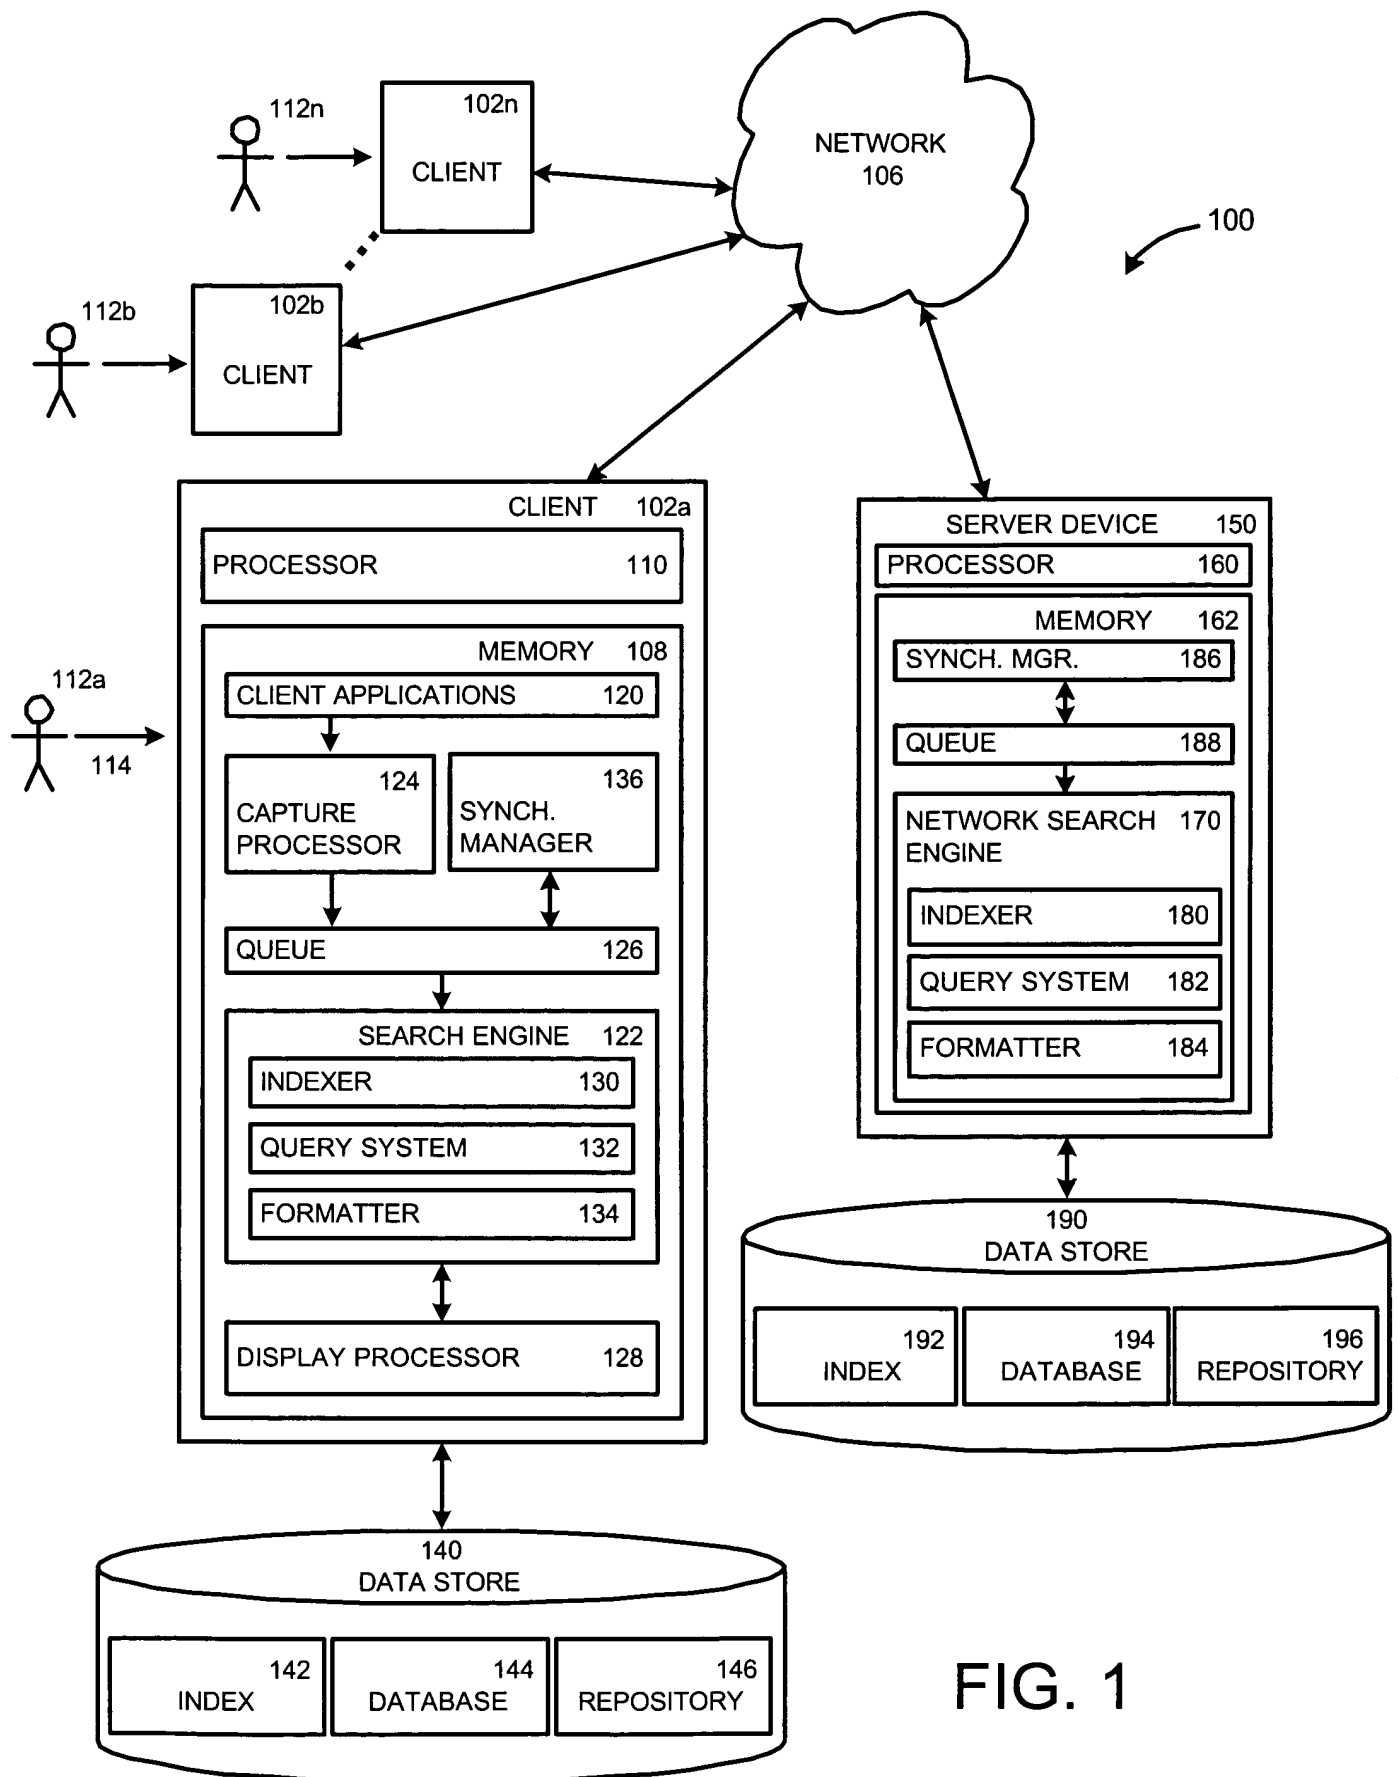 112n
102n
CLIENT
NETWORK
106
100
112b
102b
CLIENT
CLIENT 102a
PROCESSOR 110
MEMORY 108
CLIENT APPLICATIONS 120
112a
114
124
CAPTURE
PROCESSOR
136
SYNCH.
MANAGER
QUEUE 126
SEARCH ENGINE 122
INDEXER 130
QUERY SYSTEM 132
FORMATTER 134
DISPLAY PROCESSOR 128
140
DATA STORE
142
INDEX
144
DATABASE
146
REPOSITORY
SERVER DEVICE 150
PROCESSOR 160
MEMORY 162
SYNCH. MGR. 186
QUEUE 188
NETWORK SEARCH 170
ENGINE
INDEXER 180
QUERY SYSTEM 182
FORMATTER 184
190
DATA STORE
192
INDEX
194
DATABASE
196
REPOSITORY
FIG. 1